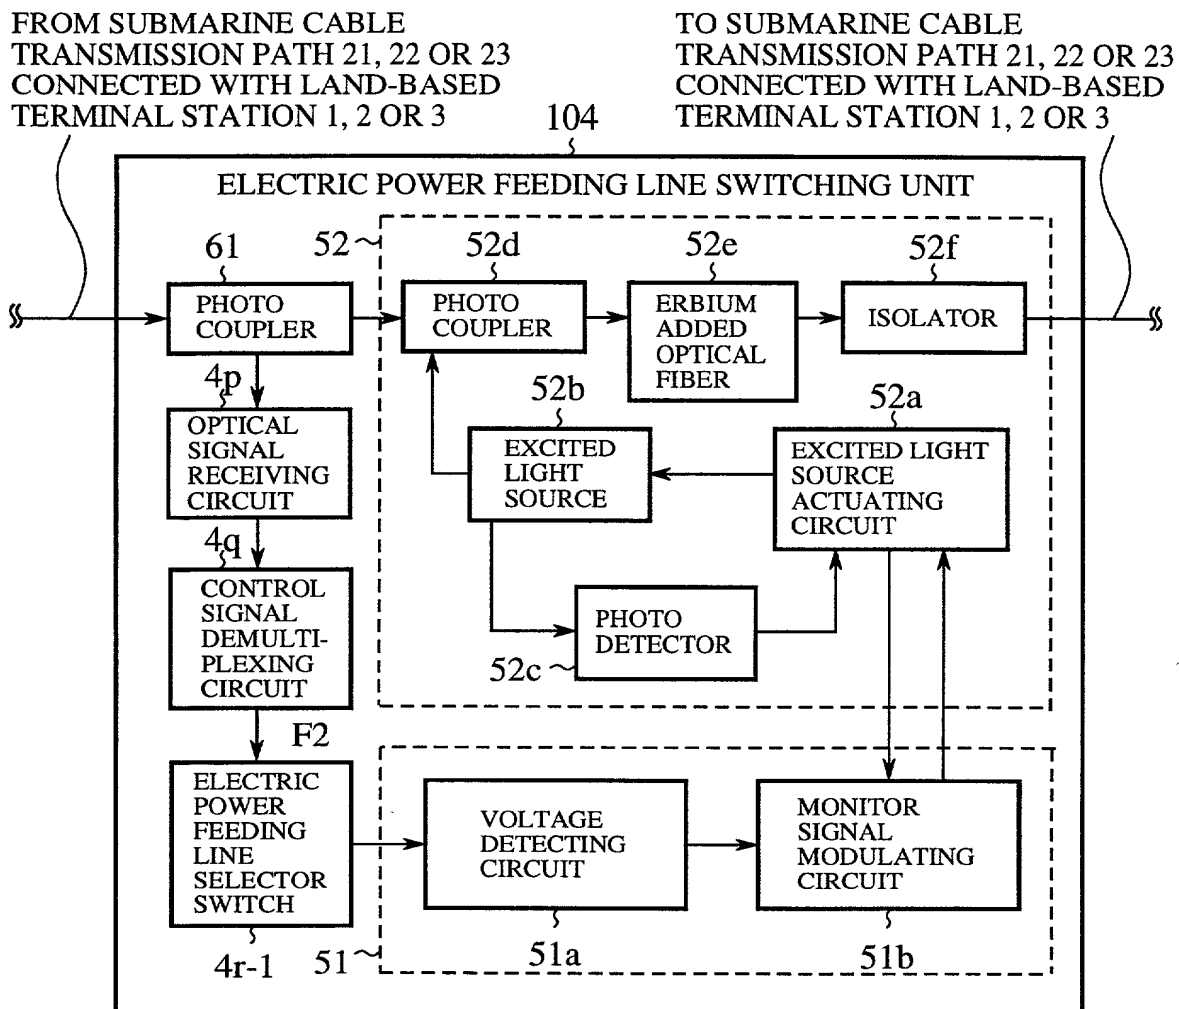 FROM SUBMARINE CABLE
TRANSMISSION PATH 21, 22 OR 23
CONNECTED WITH LAND-BASED
TERMINAL STATION 1, 2 OR 3
TO SUBMARINE CABLE
TRANSMISSION PATH 21, 22 OR 23
CONNECTED WITH LAND-BASED
TERMINAL STATION 1, 2 OR 3
104
ELECTRIC POWER FEEDING LINE SWITCHING UNIT
61
PHOTO
COUPLER
52
52d
PHOTO
COUPLER
52e
ERBIUM
ADDED
OPTICAL
FIBER
52f
ISOLATOR
4p
OPTICAL
SIGNAL
RECEIVING
CIRCUIT
52b
EXCITED
LIGHT
SOURCE
52a
EXCITED LIGHT
SOURCE
ACTUATING
CIRCUIT
4q
CONTROL
SIGNAL
DEMULTI-
PLEXING
CIRCUIT
PHOTO
DETECTOR
52c
F2
ELECTRIC
POWER
FEEDING
LINE
SELECTOR
SWITCH
4r-1
51
VOLTAGE
DETECTING
CIRCUIT
51a
MONITOR
SIGNAL
MODULATING
CIRCUIT
51b